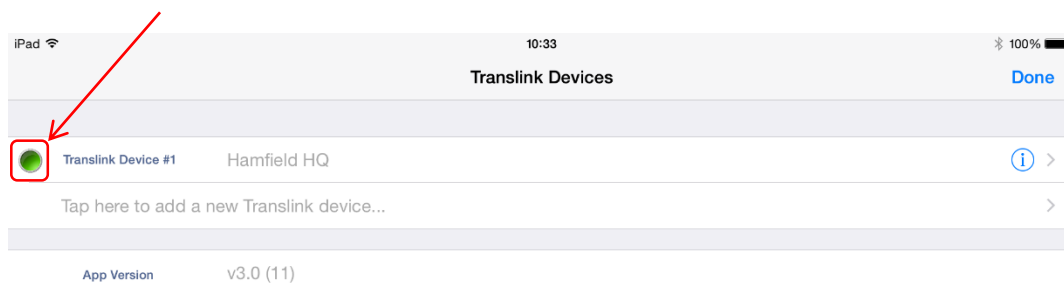 iPad 10:33 100%
Translink Devices Done
Translink Device #1 Hamfield HQ i
Tap here to add a new Translink device...
App Version v3.0 (11)